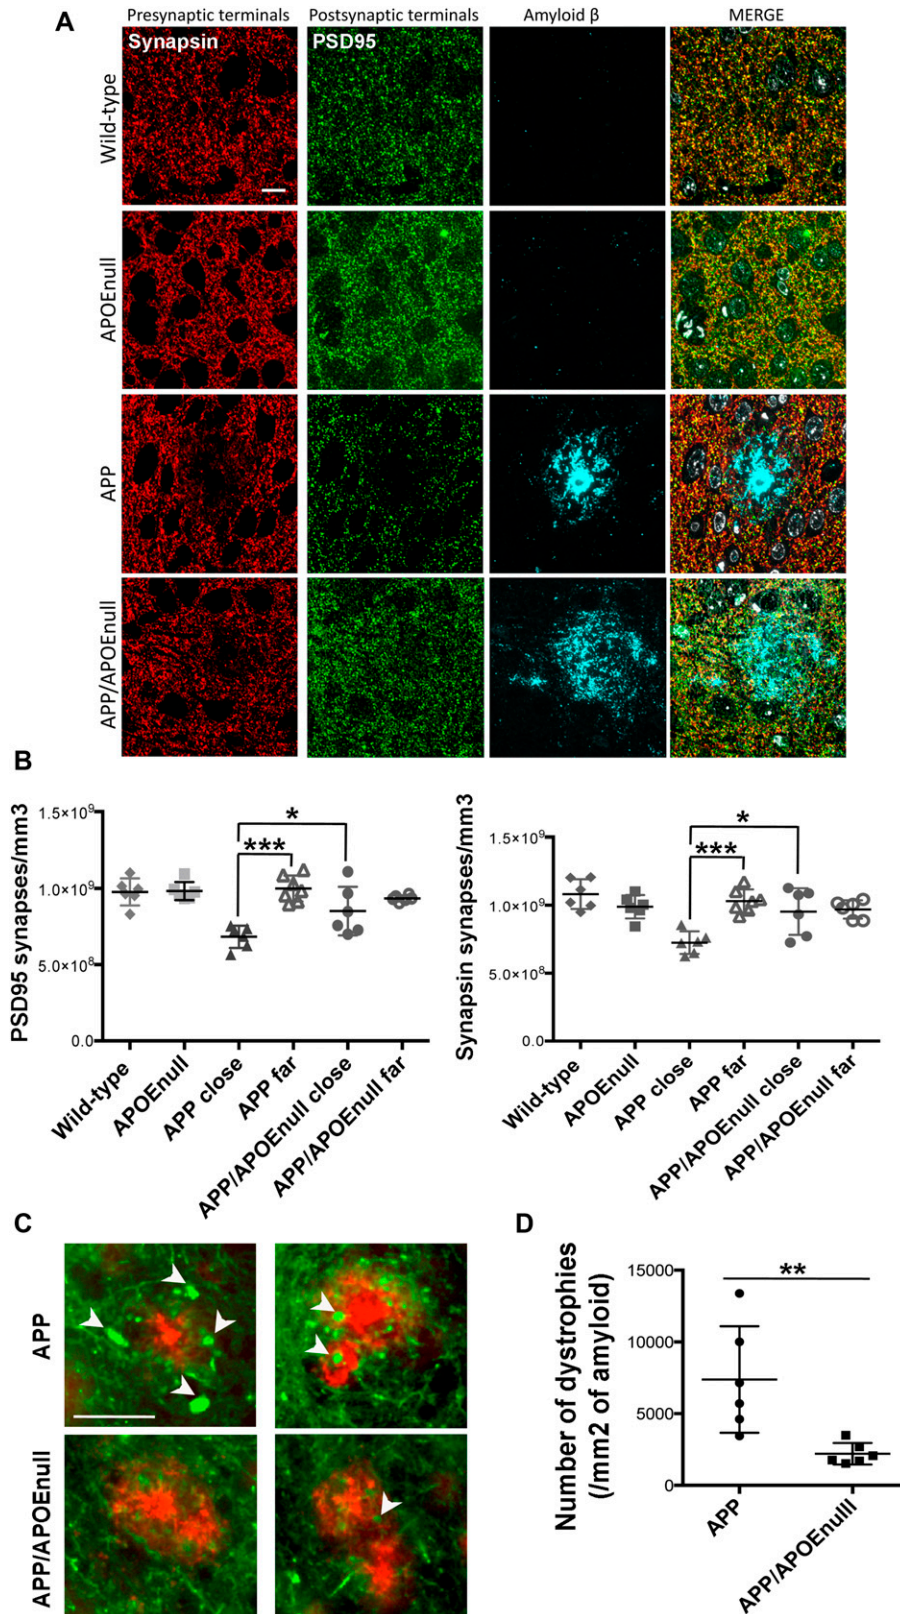 A
Presynaptic terminals Postsynaptic terminals Amyloid β MERGE
Synapsin PSD95
Wild-type
APOEnull
APP
APP/APOEnull
B
PSD95 synapses/mm3
1.5×10⁹
1.0×10⁹
5.0×10⁸
0.0
*
***
Wild-type
APOEnull
APP close
APP far
APP/APOEnull close
APP/APOEnull far
Synapsin synapses/mm3
1.5×10⁹
1.0×10⁹
5.0×10⁸
0.0
*
***
Wild-type
APOEnull
APP close
APP far
APP/APOEnull close
APP/APOEnull far
C
APP
APP/APOEnull
D
Number of dystrophies
(/mm2 of amyloid)
15000
10000
5000
0
**
APP
APP/APOEnulll